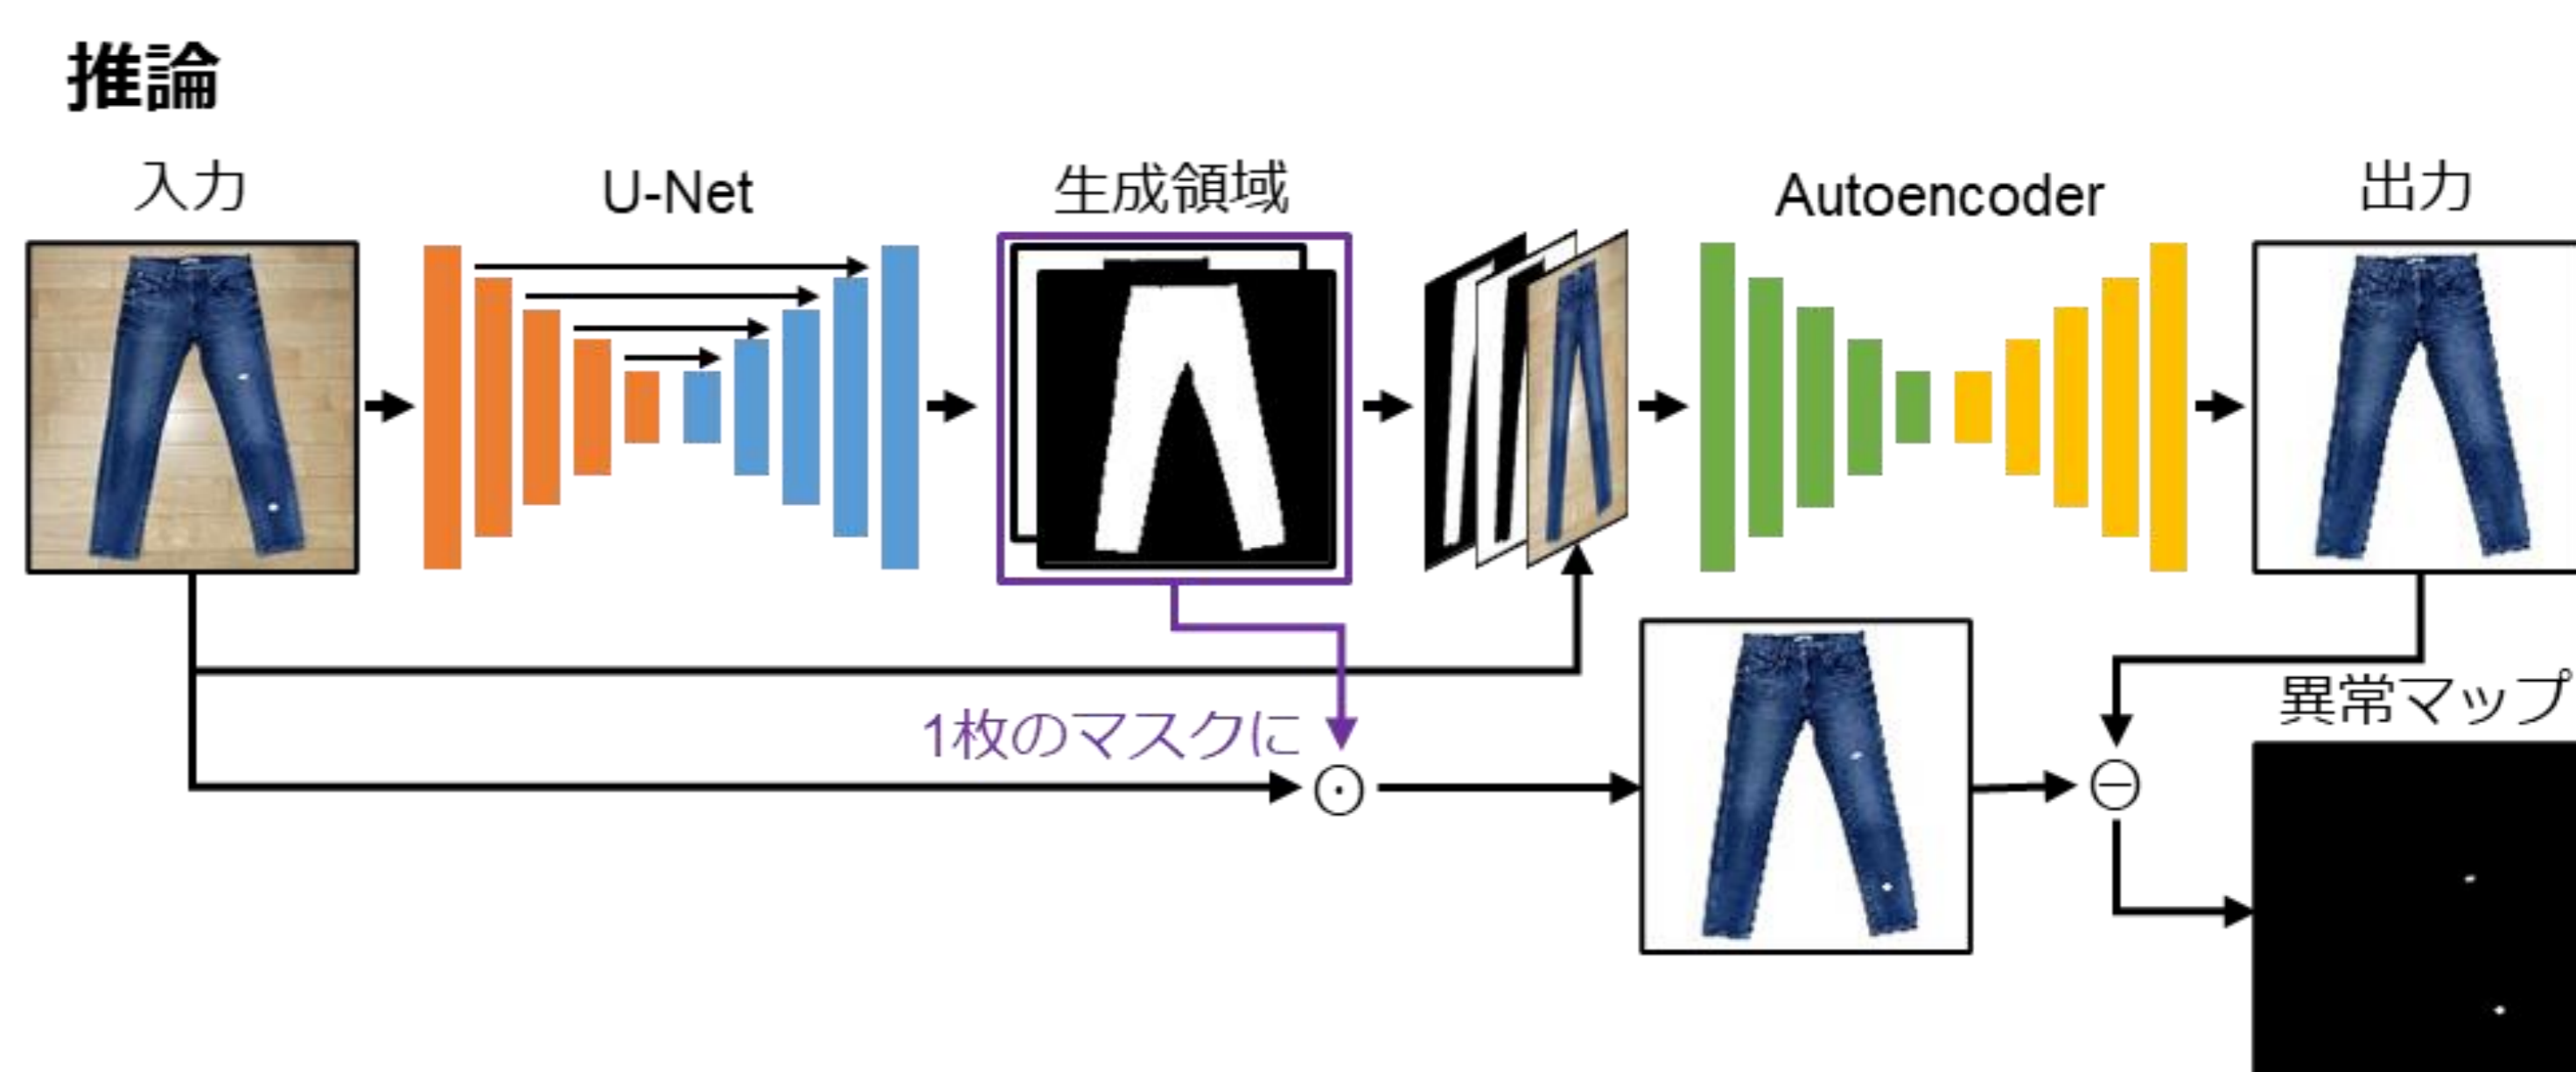 推論
入力
U-Net
生成領域
Autoencoder
出力
1枚のマスクに
異常マップ